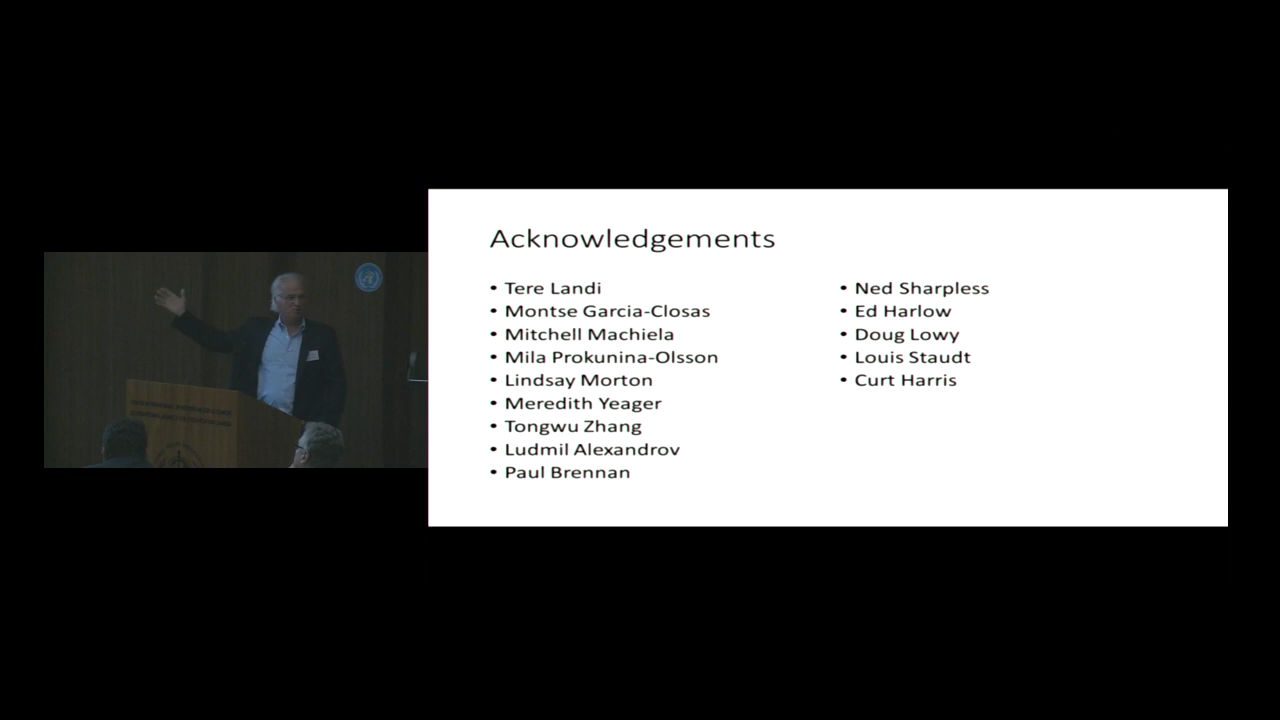 Acknowledgements
• Tere Landi
• Montse Garcia-Closas
• Mitchell Machiela
• Mila Prokunina-Olsson
• Lindsay Morton
• Meredith Yeager
• Tongwu Zhang
• Ludmil Alexandrov
• Paul Brennan
• Ned Sharpless
• Ed Harlow
• Doug Lowy
• Louis Staudt
• Curt Harris